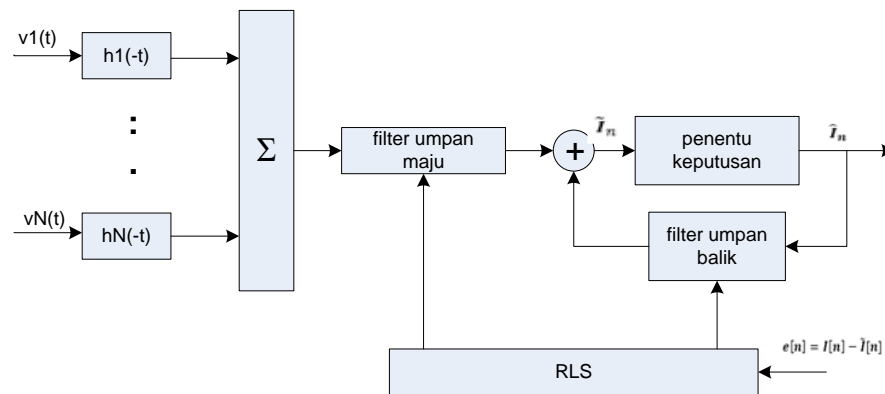 v1(t)
h1(-t)
:
.
vN(t)
hN(-t)
Σ
filter umpan
maju
+
Ĩₙ
penentu
keputusan
Îₙ
filter umpan
balik
RLS
e[n] = I[n] − Ĩ[n]